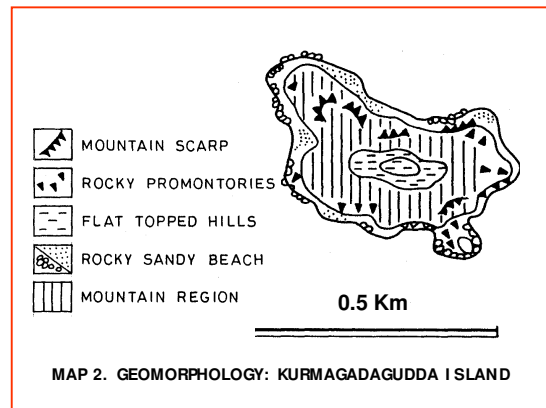 MOUNTAIN SCARP
ROCKY PROMONTORIES
FLAT TOPPED HILLS
ROCKY SANDY BEACH
MOUNTAIN REGION
0.5 Km
MAP 2. GEOMORPHOLOGY: KURMAGADAGUDDA ISLAND